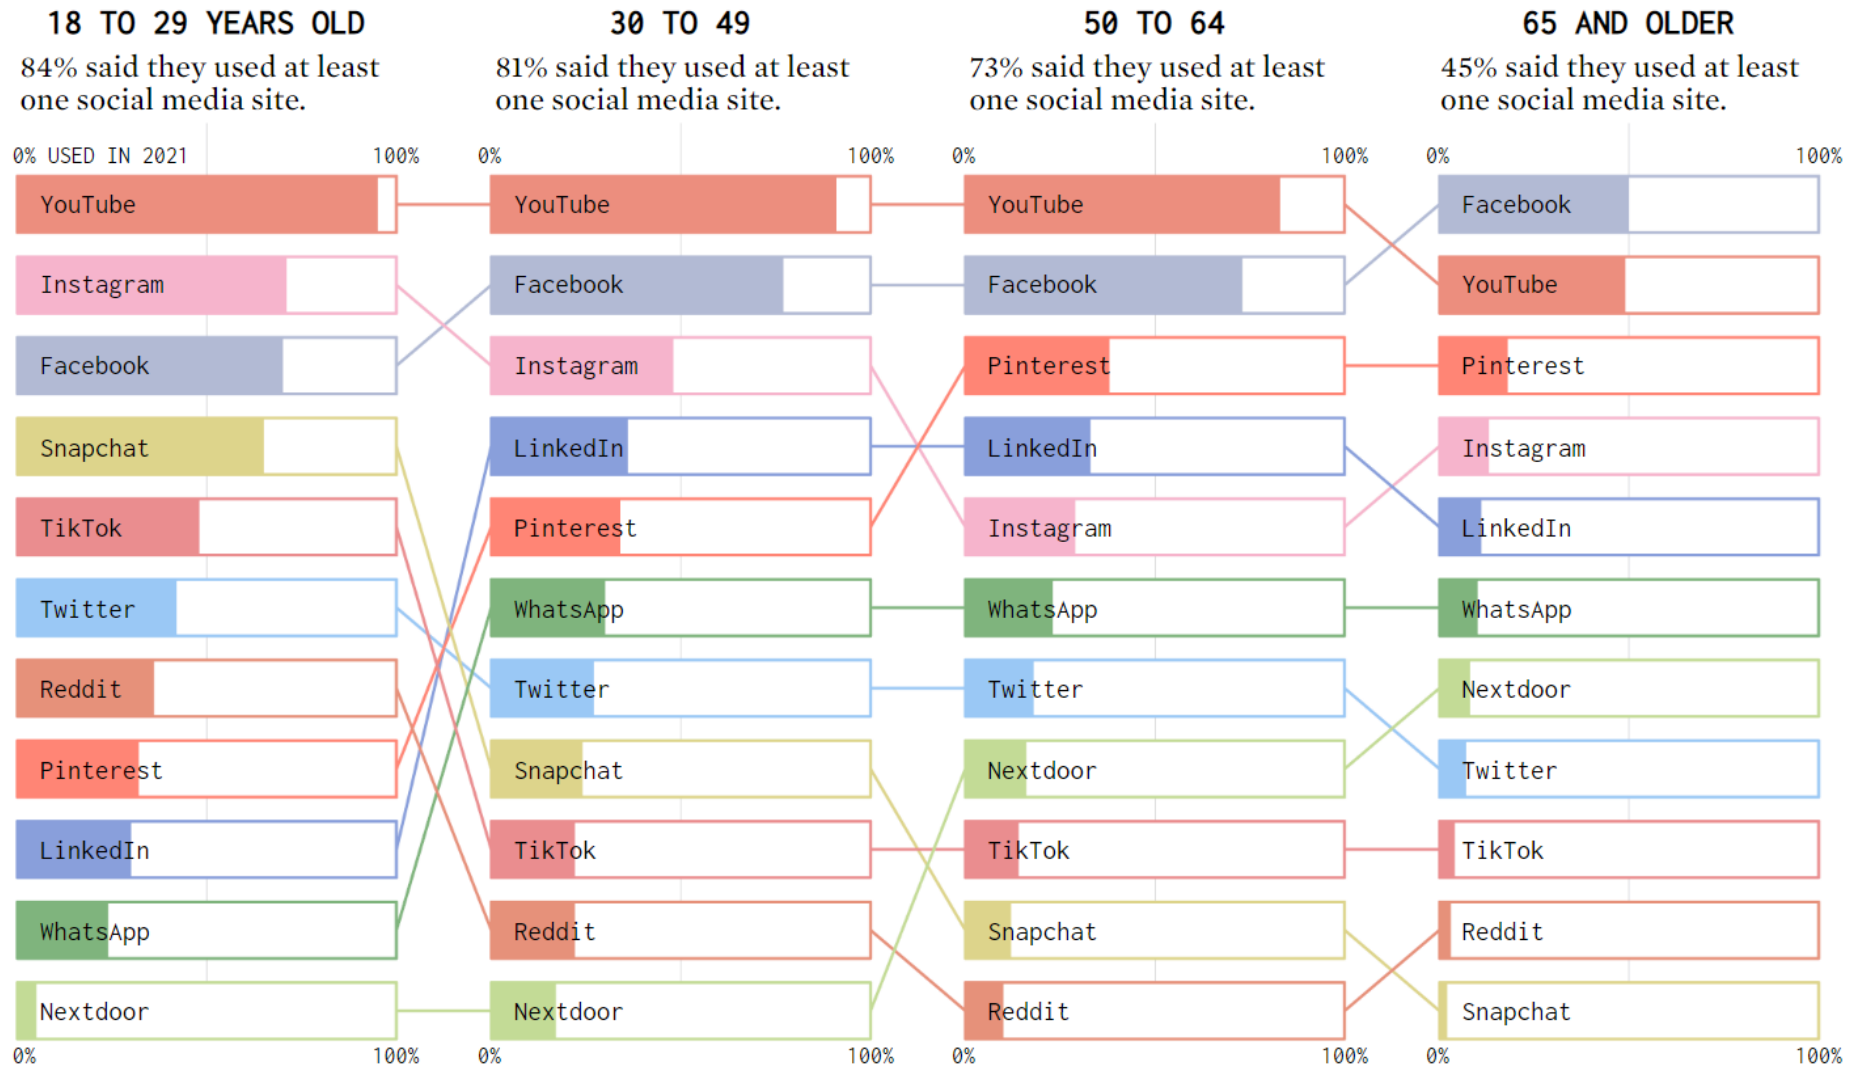 18 TO 29 YEARS OLD
84% said they used at least
one social media site.
0% USED IN 2021 100%
YouTube
Instagram
Facebook
Snapchat
TikTok
Twitter
Reddit
Pinterest
LinkedIn
WhatsApp
Nextdoor
0% 100%
30 TO 49
81% said they used at least
one social media site.
0% 100%
YouTube
Facebook
Instagram
LinkedIn
Pinterest
WhatsApp
Twitter
Snapchat
TikTok
Reddit
Nextdoor
0% 100%
50 TO 64
73% said they used at least
one social media site.
0% 100%
YouTube
Facebook
Pinterest
LinkedIn
Instagram
WhatsApp
Twitter
Nextdoor
TikTok
Snapchat
Reddit
0% 100%
65 AND OLDER
45% said they used at least
one social media site.
0% 100%
Facebook
YouTube
Pinterest
Instagram
LinkedIn
WhatsApp
Nextdoor
Twitter
TikTok
Reddit
Snapchat
0% 100%